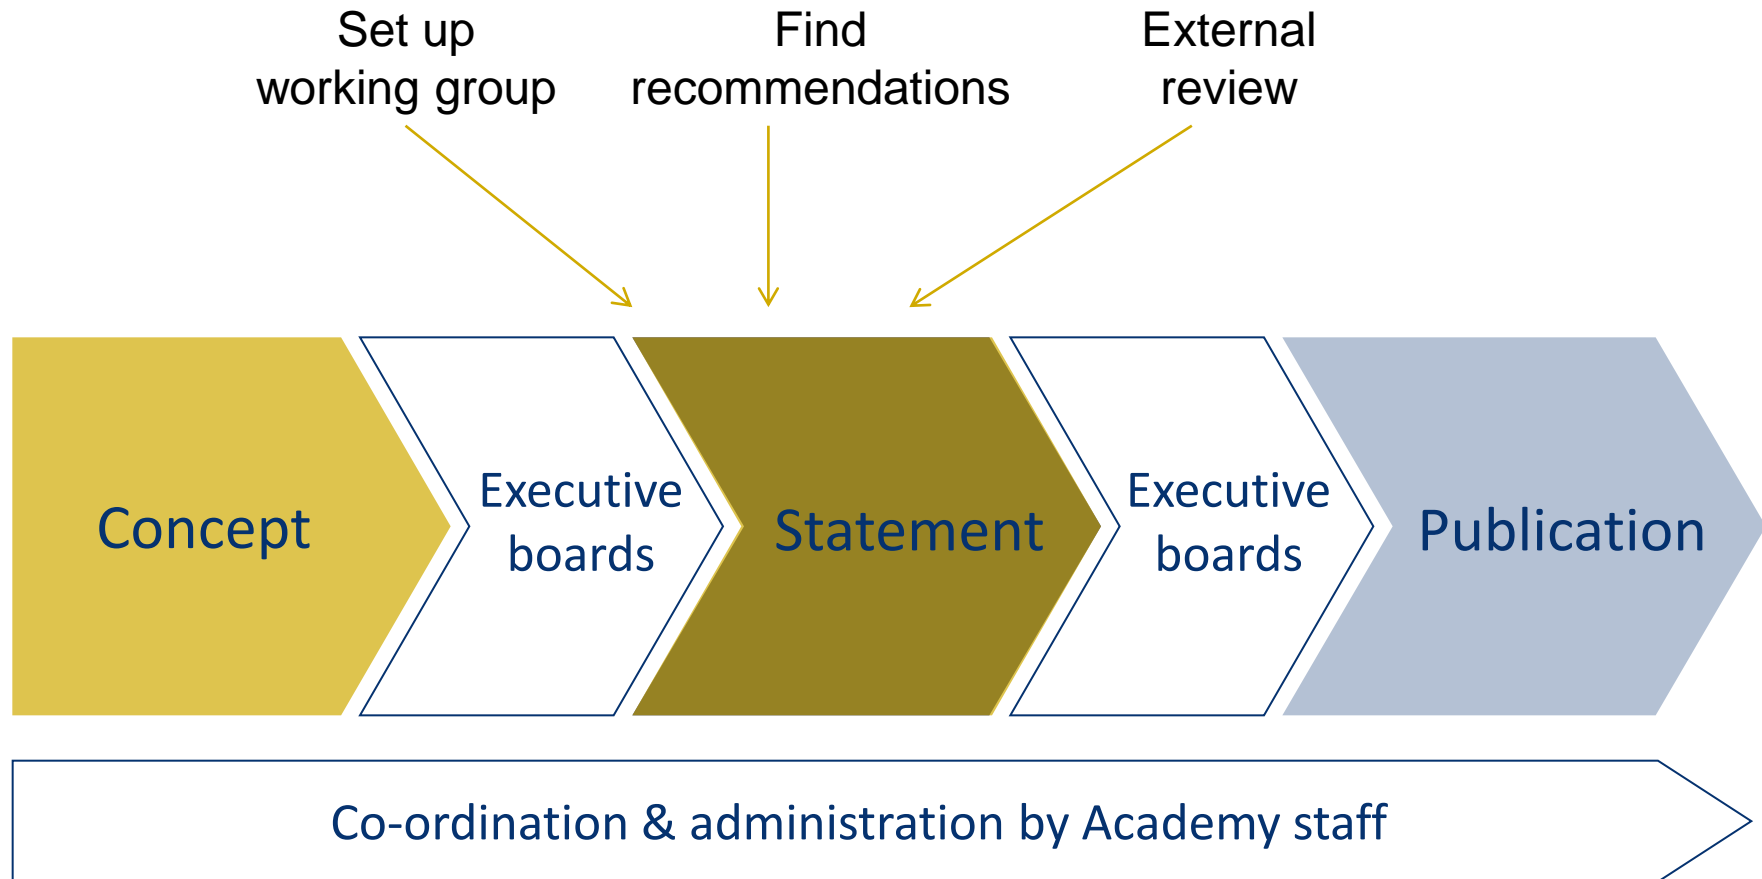 Set up
working group
Find
recommendations
External
review
Concept
Executive
boards
Statement
Executive
boards
Publication
Co-ordination & administration by Academy staff